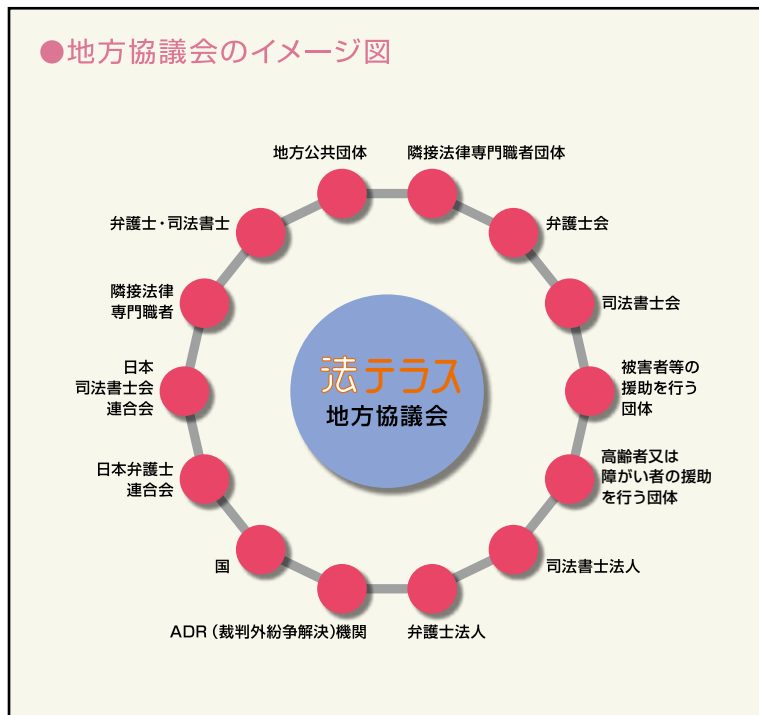 ●地方協議会のイメージ図
地方公共団体
隣接法律専門職者団体
弁護士・司法書士
弁護士会
隣接法律
専門職者
司法書士会
日本
司法書士会
連合会
法テラス
地方協議会
被害者等の
援助を行う
団体
日本弁護士
連合会
高齢者又は
障がい者の援助
を行う団体
国
司法書士法人
ADR（裁判外紛争解決）機関
弁護士法人